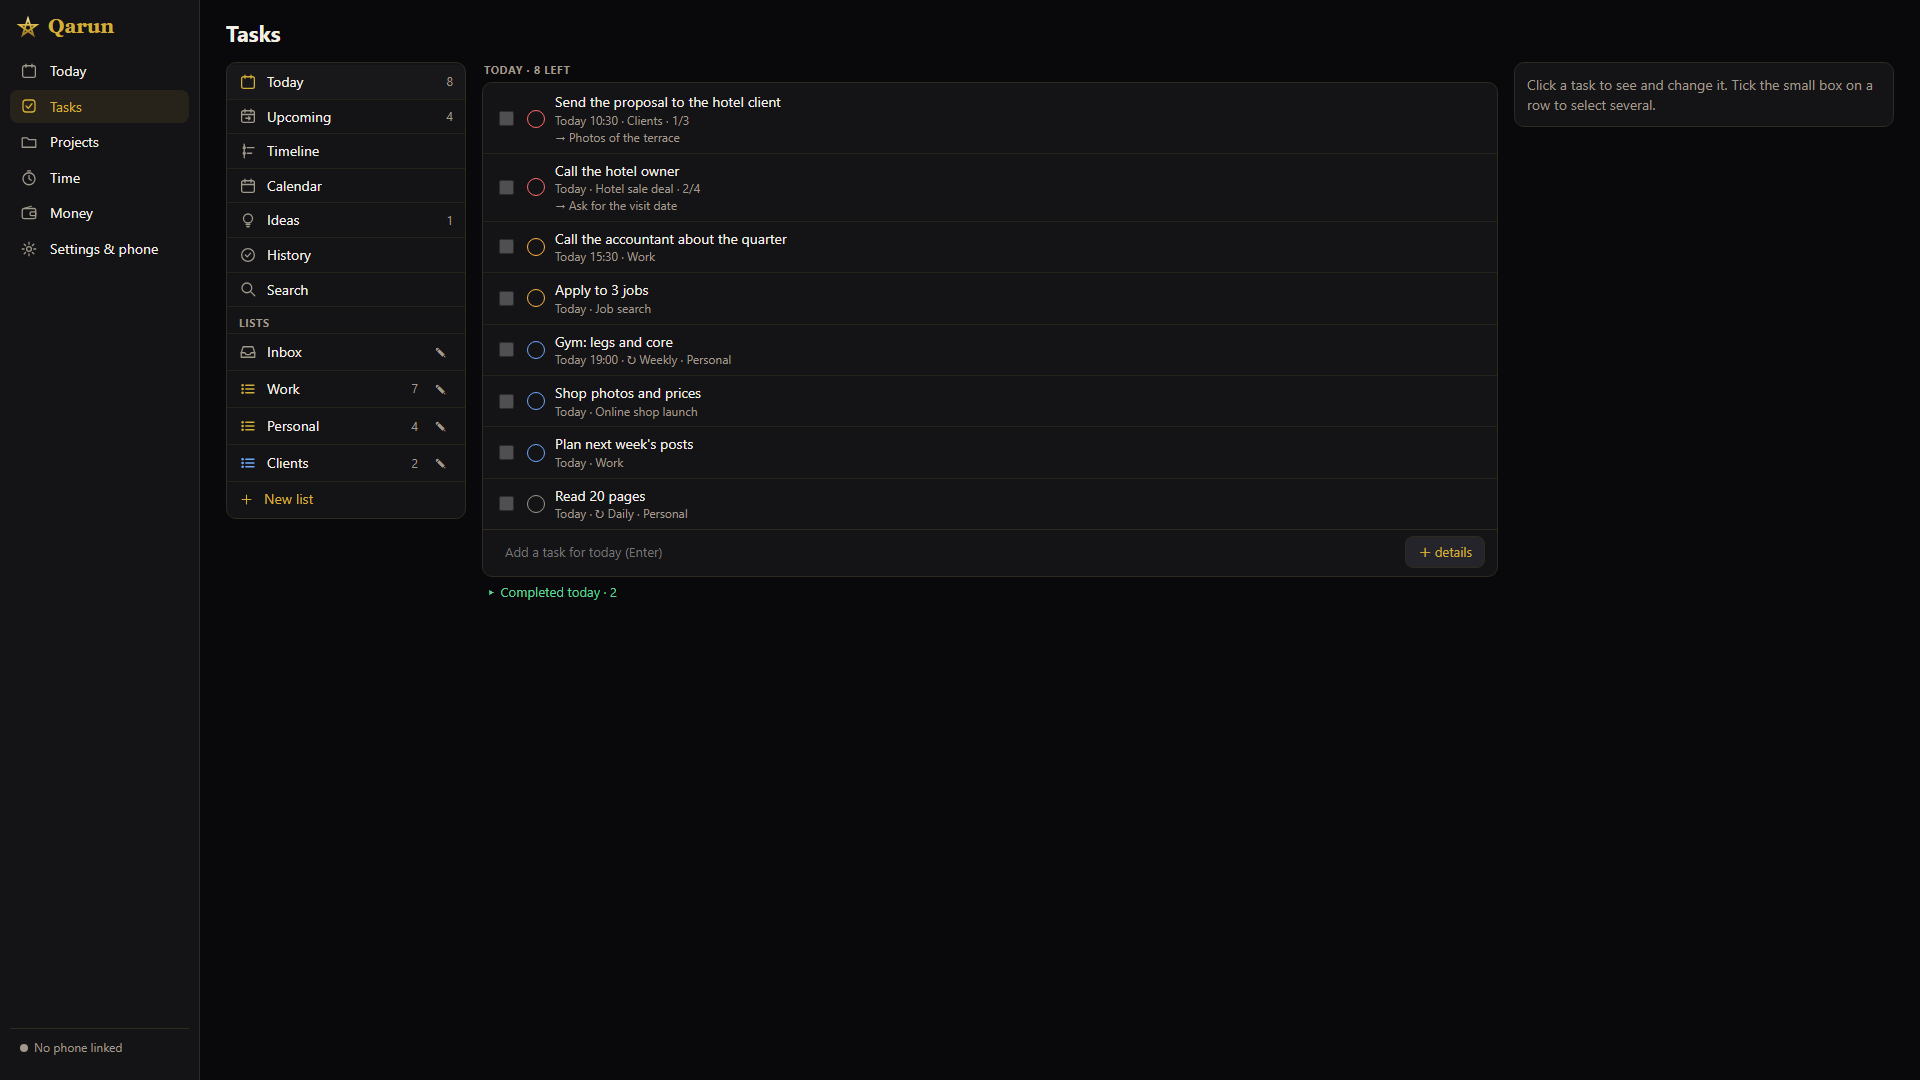 Qarun
Today
Tasks
Projects
Time
Money
Settings & phone
No phone linked
Tasks
Today 8
Upcoming 4
Timeline
Calendar
Ideas 1
History
Search
LISTS
Inbox
Work 7
Personal 4
Clients 2
+ New list
TODAY · 8 LEFT
Send the proposal to the hotel client
Today 10:30 · Clients · 1/3
→ Photos of the terrace
Call the hotel owner
Today · Hotel sale deal · 2/4
→ Ask for the visit date
Call the accountant about the quarter
Today 15:30 · Work
Apply to 3 jobs
Today · Job search
Gym: legs and core
Today 19:00 · ↻ Weekly · Personal
Shop photos and prices
Today · Online shop launch
Plan next week's posts
Today · Work
Read 20 pages
Today · ↻ Daily · Personal
Add a task for today (Enter)
+ details
▸ Completed today · 2
Click a task to see and change it. Tick the small box on a
row to select several.